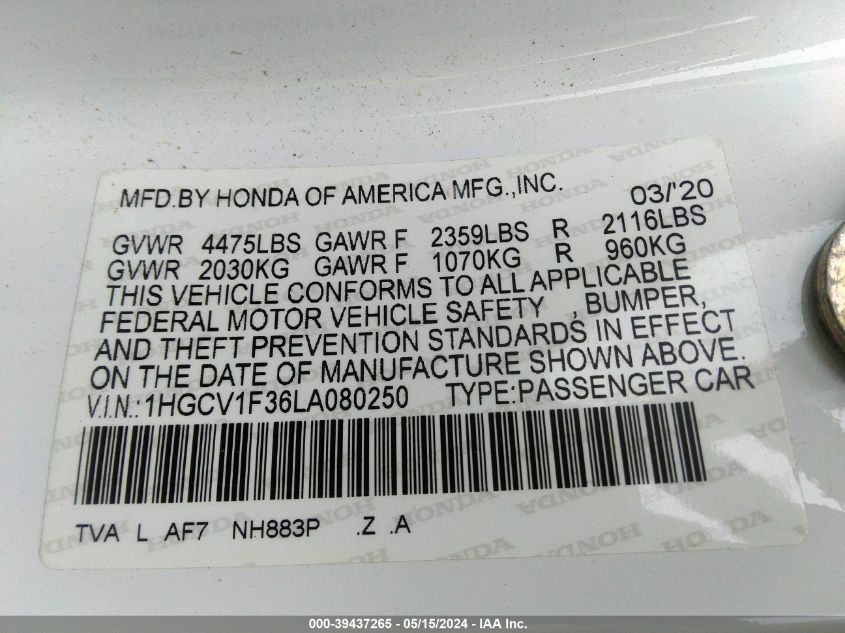 MFD.BY HONDA OF AMERICA MFG.,INC. 03/'20
GVWR 4475LBS GAWR F 2359LBS R 2116LBS
GVWR 2030KG GAWR F 1070KG R 960KG
THIS VEHICLE CONFORMS TO ALL APPLICABLE
FEDERAL MOTOR VEHICLE SAFETY , BUMPER,
AND THEFT PREVENTION STANDARDS IN EFFECT
ON THE DATE OF MANUFACTURE SHOWN ABOVE.
V.I.N.:1HGCV1F36LA080250 TYPE:PASSENGER CAR
TVA L AF7 NH883P .Z .A
000-39437265 - 05/15/2024 - IAA Inc.